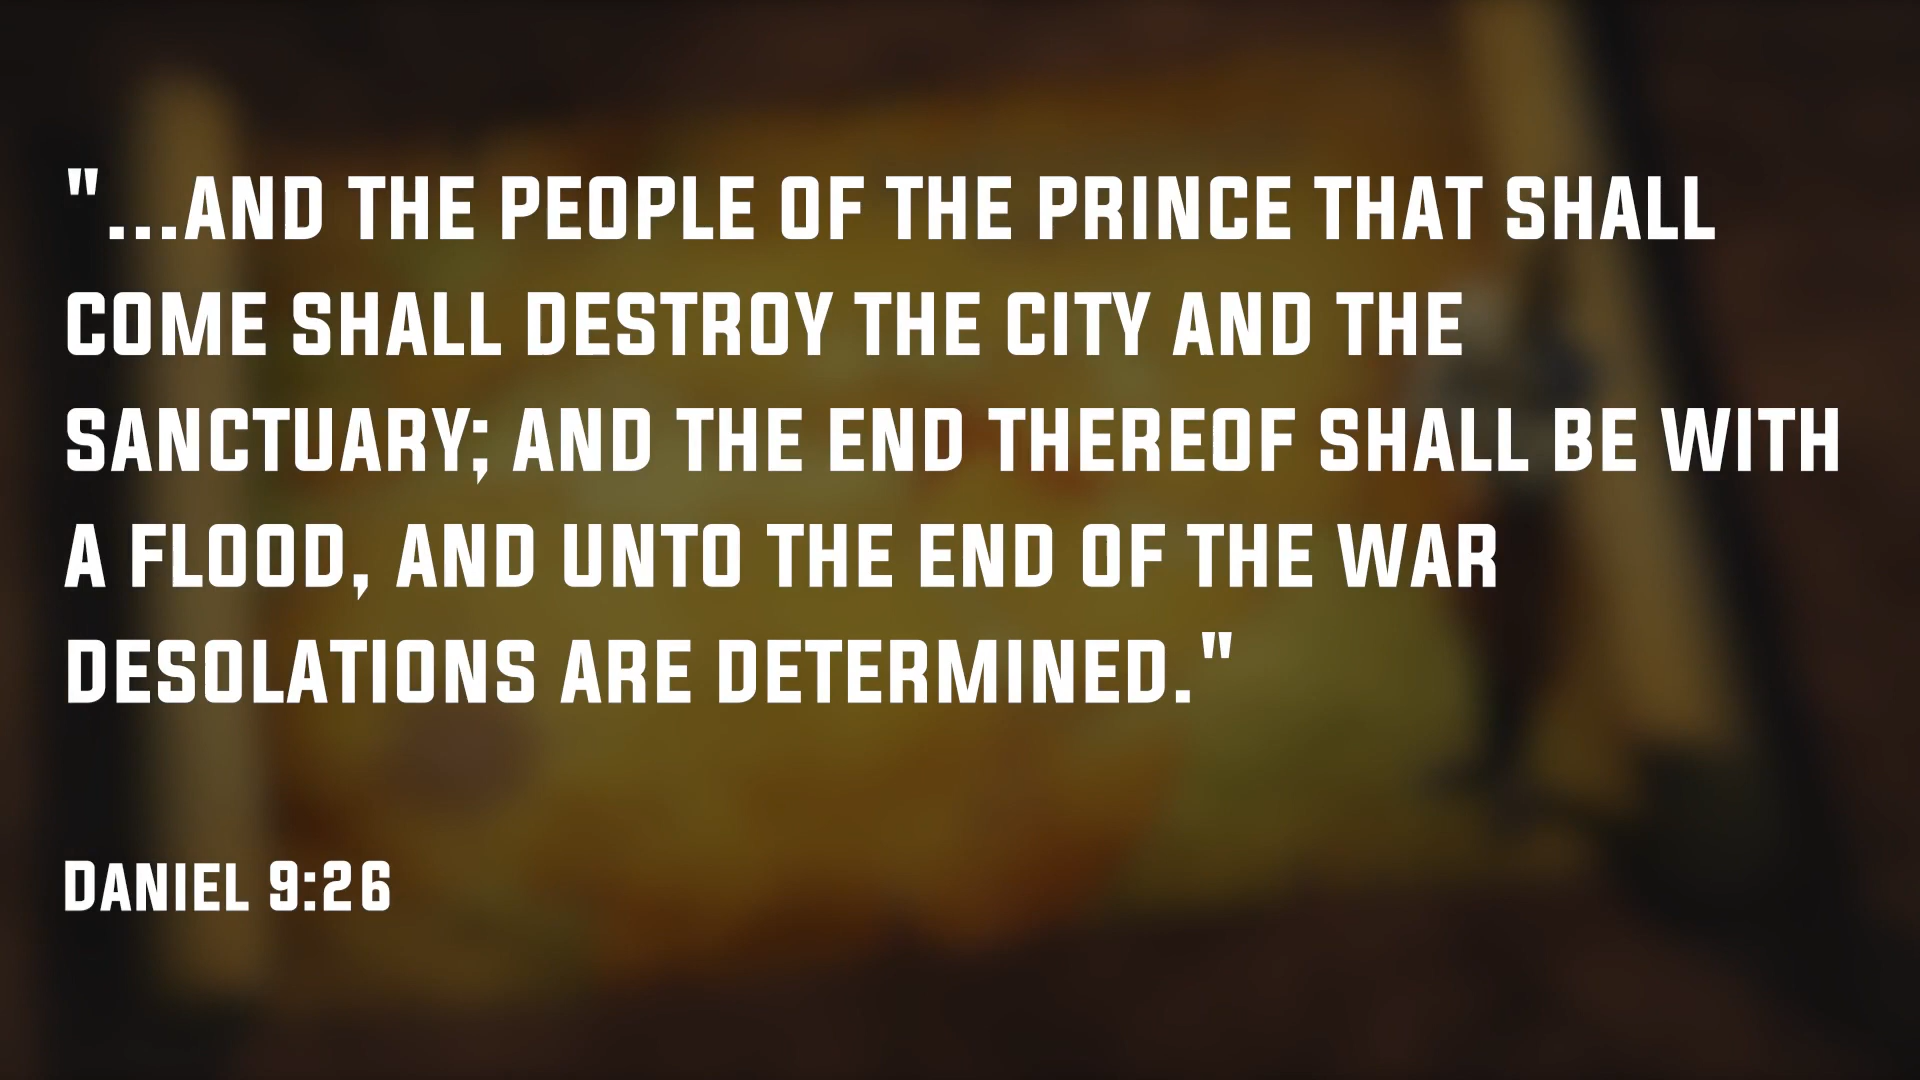 "...AND THE PEOPLE OF THE PRINCE THAT SHALL
COME SHALL DESTROY THE CITY AND THE
SANCTUARY; AND THE END THEREOF SHALL BE WITH
A FLOOD, AND UNTO THE END OF THE WAR
DESOLATIONS ARE DETERMINED."
DANIEL 9:26